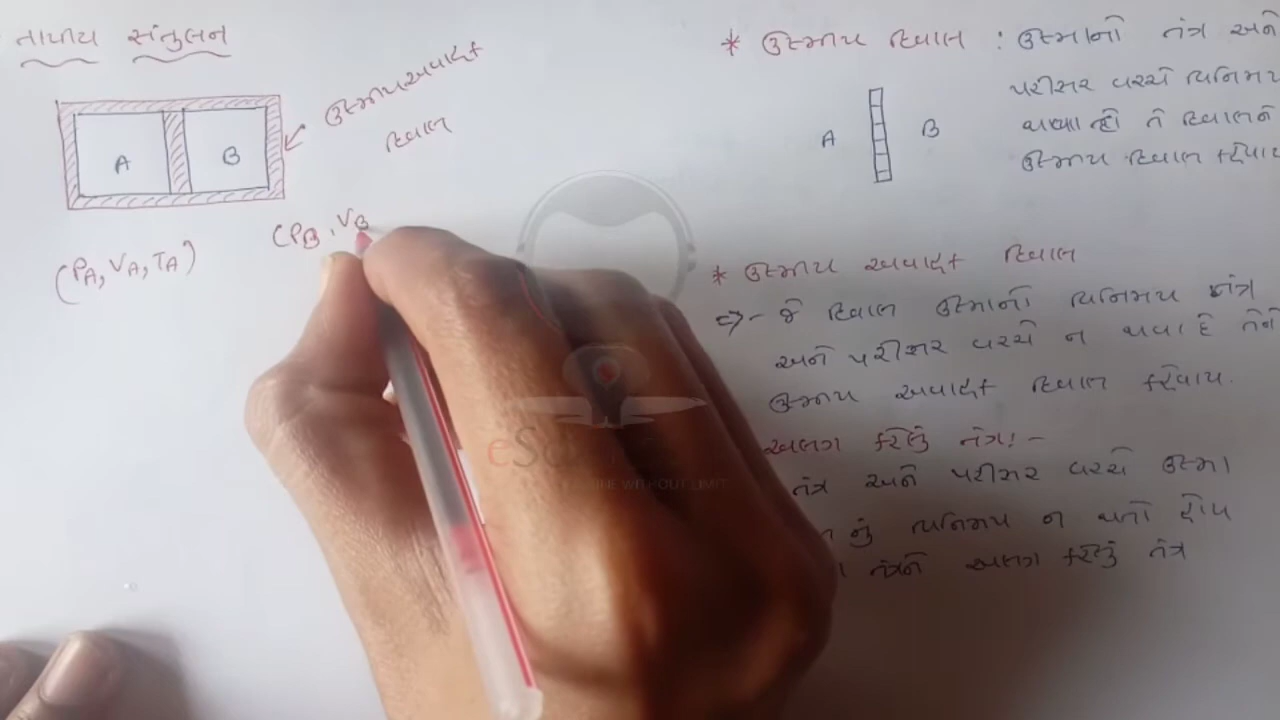 તાપીય સંતુલન
ઉષ્મીય અવાહક
દિવાલ
A
B
(PA, VA, TA)
(PB, VB
* ઉષ્મીય દિવાલ : ઉષ્માનો તંત્ર અને
પરીસર વચ્ચે વિનિમય
તે દિવાલને
ઉષ્મીય દિવાલ કહેવાય
A
B
* ઉષ્મીય અવાહક દિવાલ
⇒ - જે દિવાલ ઉષ્માનો વિનિમય તંત્ર
અને પરીસર વચ્ચે ન થવા દે તેને
ઉષ્મીય અવાહક દિવાલ કહેવાય.
અલગ કરેલું તંત્ર! -
તંત્ર અને પરીસર વચ્ચે ઉષ્મા
નું વિનિમય ન થતો હોય
તંત્રને અલગ કરેલું તંત્ર